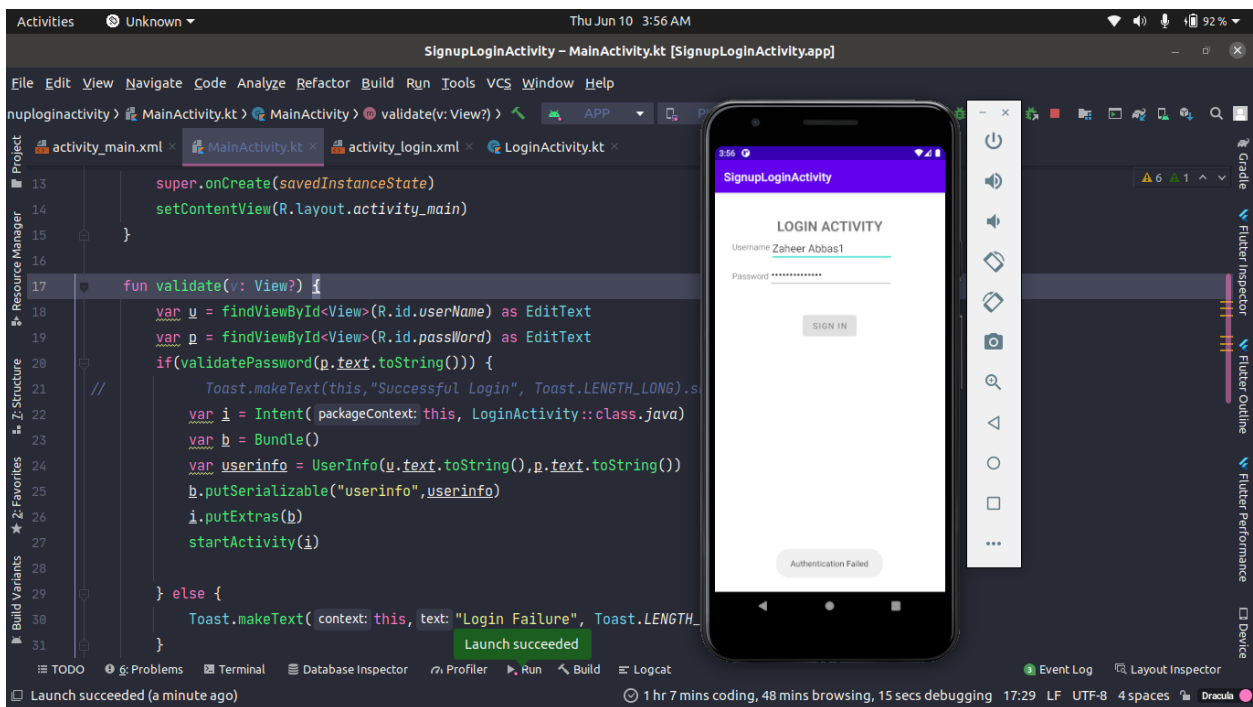 Activities Unknown Thu Jun 10 3:56 AM 92 %
SignupLoginActivity – MainActivity.kt [SignupLoginActivity.app]
File Edit View Navigate Code Analyze Refactor Build Run Tools VCS Window Help
nuploginactivity MainActivity.kt MainActivity validate(v: View?) APP
activity_main.xml MainActivity.kt activity_login.xml LoginActivity.kt
13 super.onCreate(savedInstanceState)
14 setContentView(R.layout.activity_main)
15 }
16
17 fun validate(v: View?) {
18 var u = findViewById<View>(R.id.userName) as EditText
19 var p = findViewById<View>(R.id.passWord) as EditText
20 if(validatePassword(p.text.toString())) {
21 // Toast.makeText(this,"Successful Login", Toast.LENGTH_LONG).s
22 var i = Intent( packageContext: this, LoginActivity::class.java)
23 var b = Bundle()
24 var userinfo = UserInfo(u.text.toString(),p.text.toString())
25 b.putSerializable("userinfo",userinfo)
26 i.putExtras(b)
27 startActivity(i)
28
29 } else {
30 Toast.makeText( context: this, text: "Login Failure", Toast.LENGTH_
31 }
6 1
Project
Resource Manager
7: Structure
2: Favorites
Build Variants
3:56
SignupLoginActivity
LOGIN ACTIVITY
Username Zaheer Abbas1
Password ••••••••••••••
SIGN IN
Authentication Failed
Gradle
Flutter Inspector
Flutter Outline
Flutter Performance
Device
Launch succeeded
TODO 6: Problems Terminal Database Inspector Profiler Run Build Logcat 3 Event Log Layout Inspector
Launch succeeded (a minute ago) 1 hr 7 mins coding, 48 mins browsing, 15 secs debugging 17:29 LF UTF-8 4 spaces Dracula